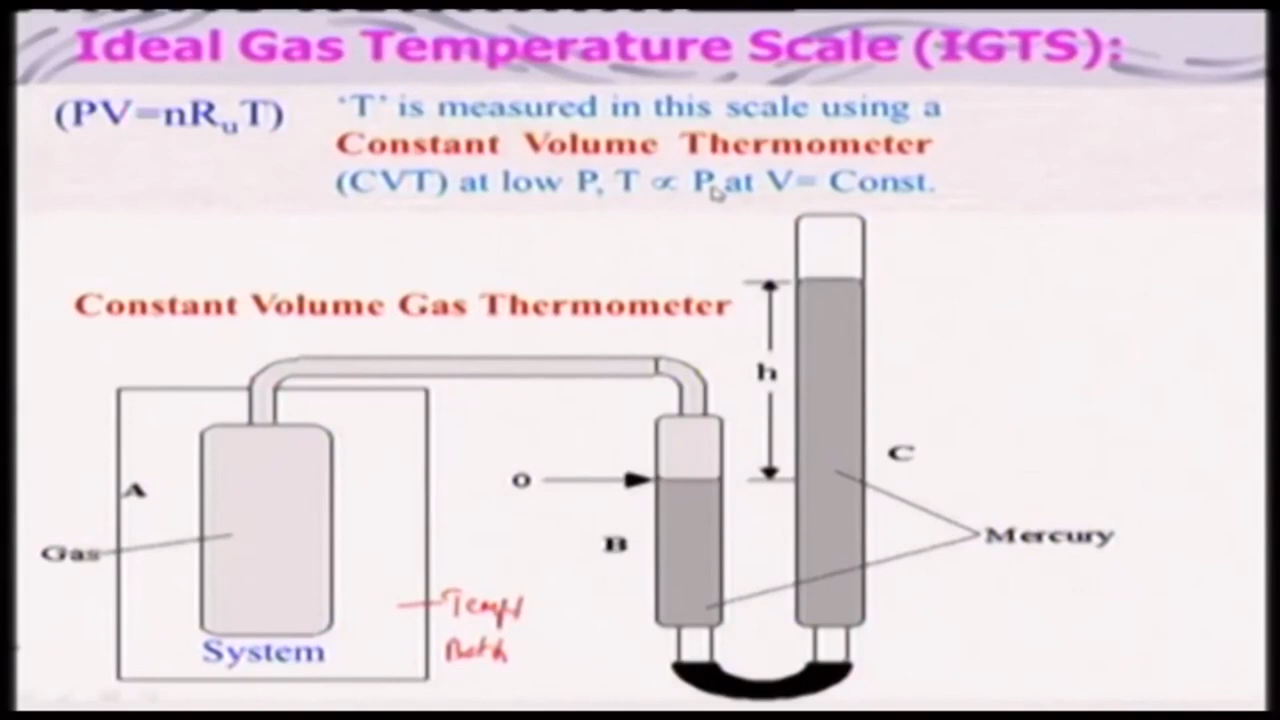 Ideal Gas Temperature Scale (IGTS):
(PV=nRᵤT)
‘T’ is measured in this scale using a
Constant Volume Thermometer
(CVT) at low P, T ∝ P, at V= Const.
Constant Volume Gas Thermometer
h
A
C
0
B
Gas
Mercury
Temp
System
Bath